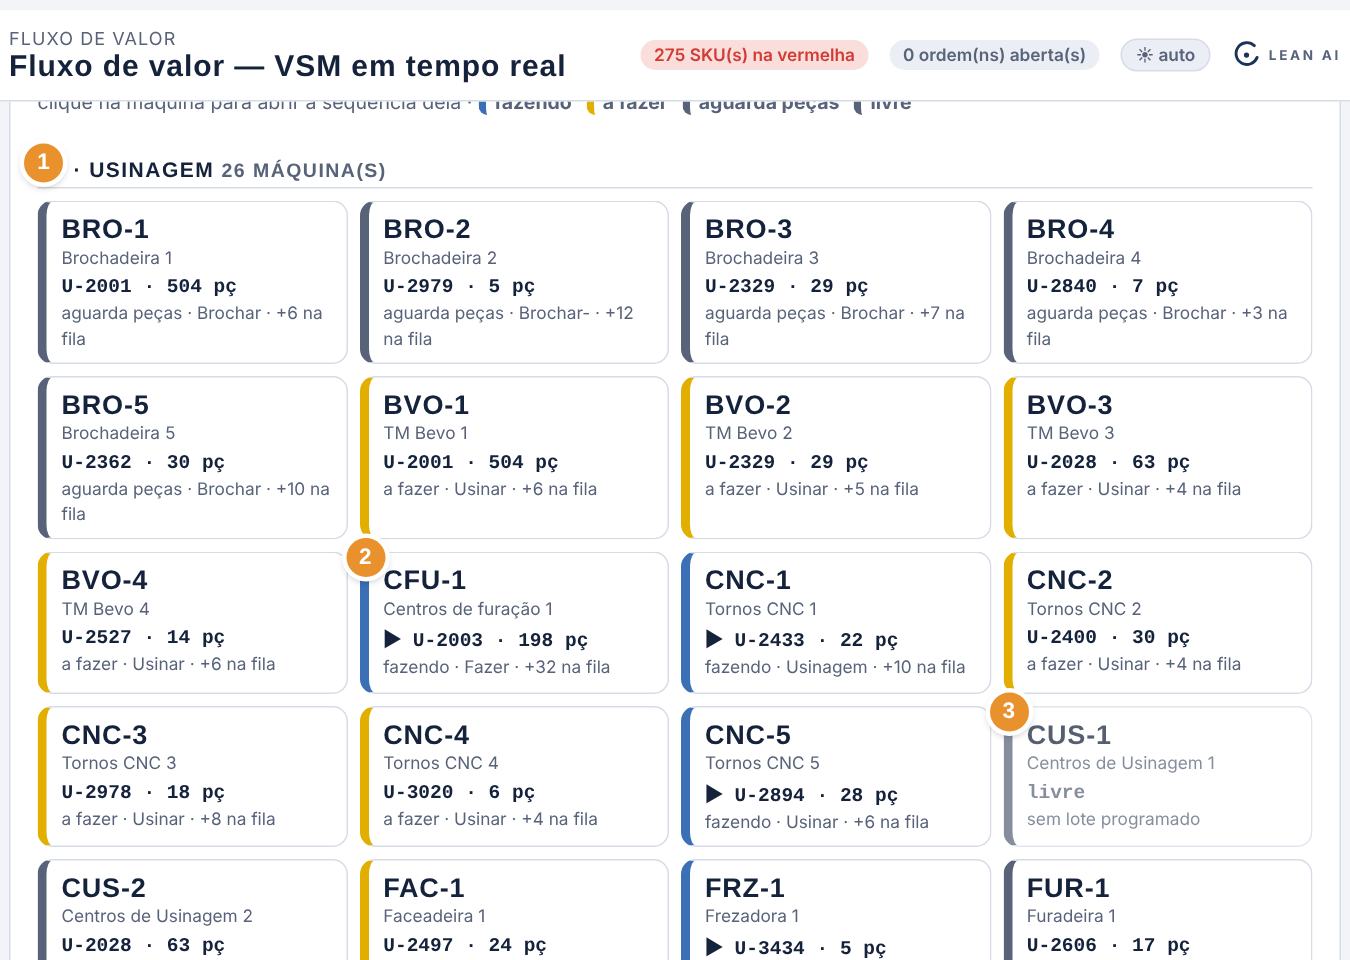 FLUXO DE VALOR
Fluxo de valor — VSM em tempo real
275 SKU(s) na vermelha
0 ordem(ns) aberta(s)
☀ auto
LEAN AI
clique na máquina para abrir a sequência dela · fazendo a fazer aguarda peças livre
1 · USINAGEM 26 MÁQUINA(S)
BRO-1
Brochadeira 1
U-2001 · 504 pç
aguarda peças · Brochar · +6 na
fila
BRO-2
Brochadeira 2
U-2979 · 5 pç
aguarda peças · Brochar- · +12
na fila
BRO-3
Brochadeira 3
U-2329 · 29 pç
aguarda peças · Brochar · +7 na
fila
BRO-4
Brochadeira 4
U-2840 · 7 pç
aguarda peças · Brochar · +3 na
fila
BRO-5
Brochadeira 5
U-2362 · 30 pç
aguarda peças · Brochar · +10 na
fila
BVO-1
TM Bevo 1
U-2001 · 504 pç
a fazer · Usinar · +6 na fila
BVO-2
TM Bevo 2
U-2329 · 29 pç
a fazer · Usinar · +5 na fila
BVO-3
TM Bevo 3
U-2028 · 63 pç
a fazer · Usinar · +4 na fila
BVO-4
TM Bevo 4
U-2527 · 14 pç
a fazer · Usinar · +6 na fila
2
CFU-1
Centros de furação 1
▶ U-2003 · 198 pç
fazendo · Fazer · +32 na fila
CNC-1
Tornos CNC 1
▶ U-2433 · 22 pç
fazendo · Usinagem · +10 na fila
CNC-2
Tornos CNC 2
U-2400 · 30 pç
a fazer · Usinar · +4 na fila
CNC-3
Tornos CNC 3
U-2978 · 18 pç
a fazer · Usinar · +8 na fila
CNC-4
Tornos CNC 4
U-3020 · 6 pç
a fazer · Usinar · +4 na fila
CNC-5
Tornos CNC 5
▶ U-2894 · 28 pç
fazendo · Usinar · +6 na fila
3
CUS-1
Centros de Usinagem 1
livre
sem lote programado
CUS-2
Centros de Usinagem 2
U-2028 · 63 pç
FAC-1
Faceadeira 1
U-2497 · 24 pç
FRZ-1
Frezadora 1
▶ U-3434 · 5 pç
FUR-1
Furadeira 1
U-2606 · 17 pç